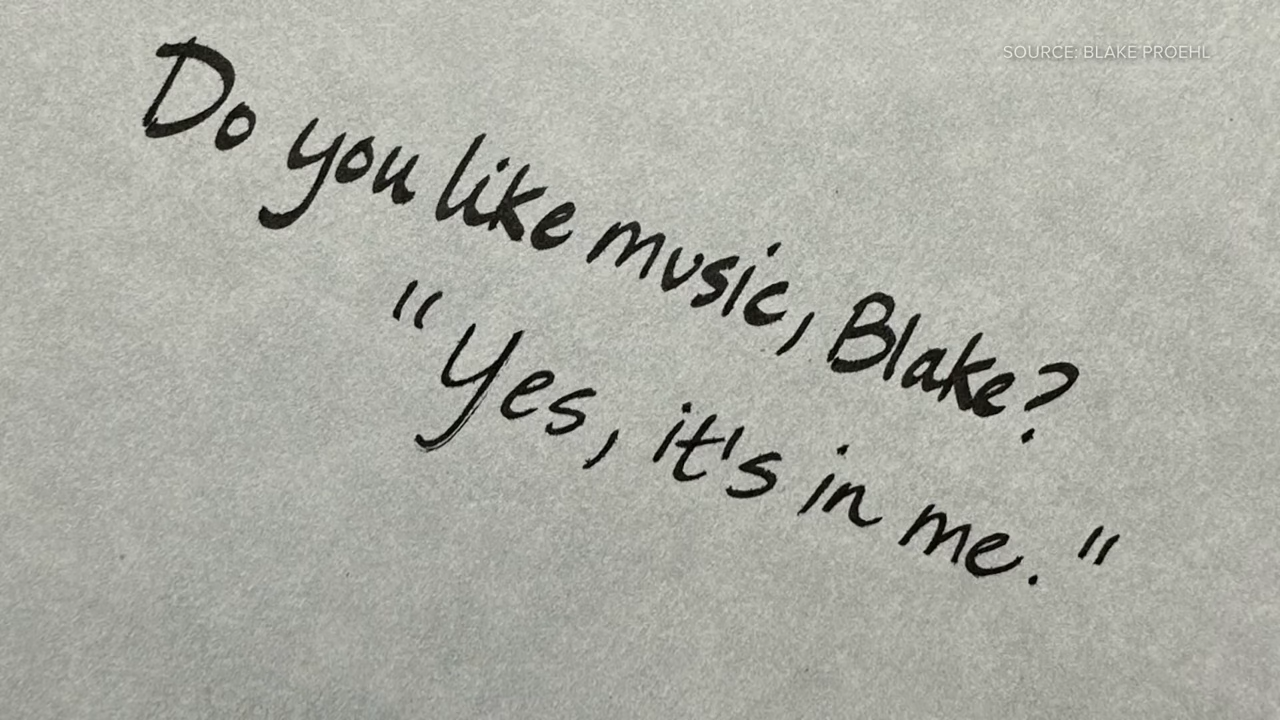 SOURCE: BLAKE PROEHL
Do you like music, Blake?
"Yes, it's in me."